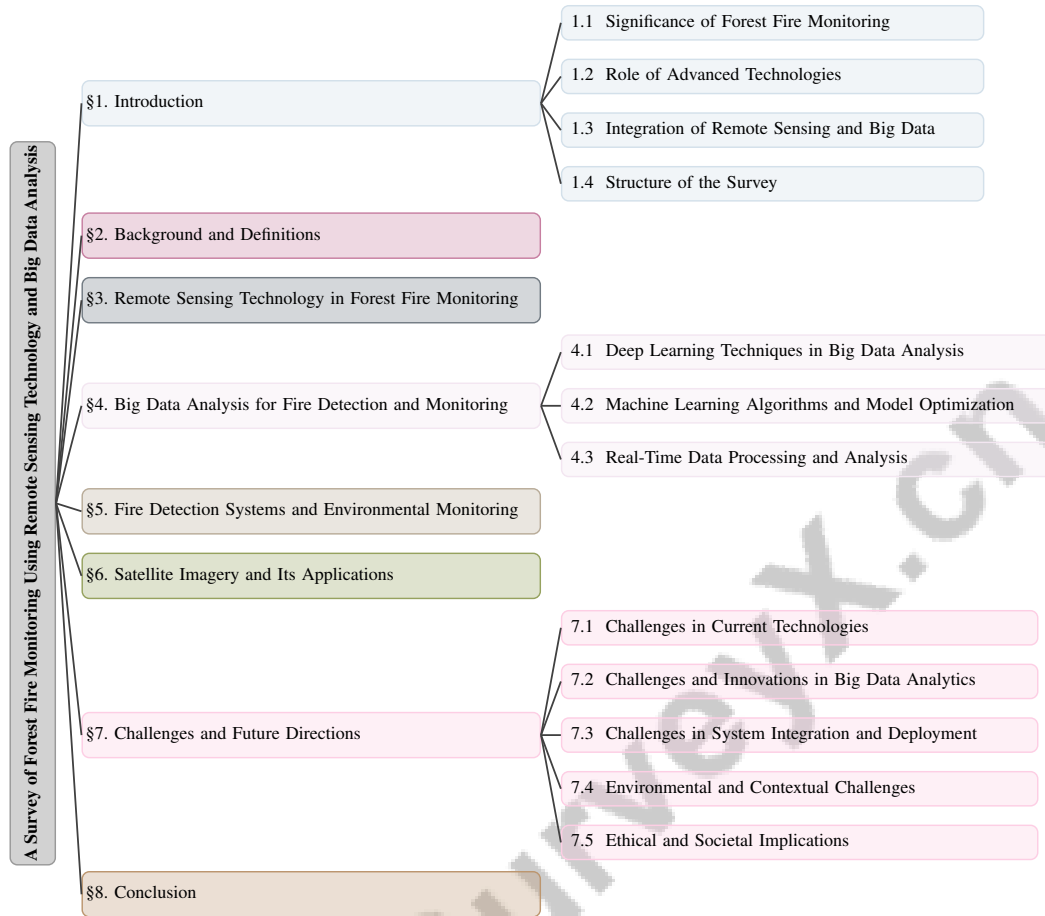 A Survey of Forest Fire Monitoring Using Remote Sensing Technology and Big Data Analysis
§1. Introduction
1.1 Significance of Forest Fire Monitoring
1.2 Role of Advanced Technologies
1.3 Integration of Remote Sensing and Big Data
1.4 Structure of the Survey
§2. Background and Definitions
§3. Remote Sensing Technology in Forest Fire Monitoring
§4. Big Data Analysis for Fire Detection and Monitoring
4.1 Deep Learning Techniques in Big Data Analysis
4.2 Machine Learning Algorithms and Model Optimization
4.3 Real-Time Data Processing and Analysis
§5. Fire Detection Systems and Environmental Monitoring
§6. Satellite Imagery and Its Applications
§7. Challenges and Future Directions
7.1 Challenges in Current Technologies
7.2 Challenges and Innovations in Big Data Analytics
7.3 Challenges in System Integration and Deployment
7.4 Environmental and Contextual Challenges
7.5 Ethical and Societal Implications
§8. Conclusion
urveyx.cn